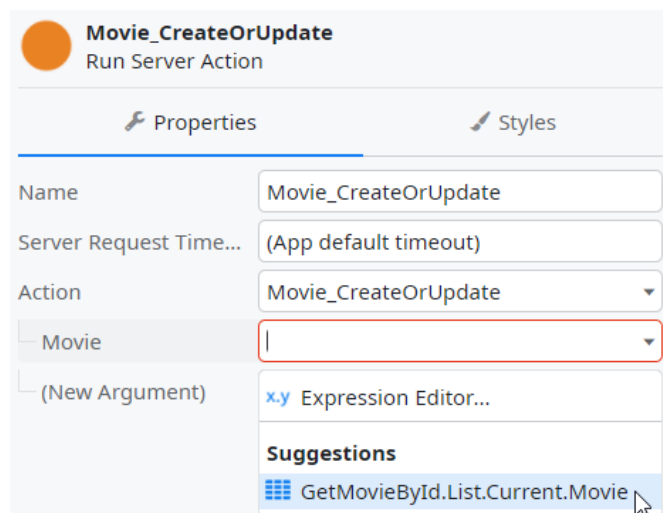 Movie_CreateOrUpdate
Run Server Action
Properties
Styles
Name
Movie_CreateOrUpdate
Server Request Time...
(App default timeout)
Action
Movie_CreateOrUpdate
Movie
(New Argument)
x.y Expression Editor...
Suggestions
GetMovieById.List.Current.Movie